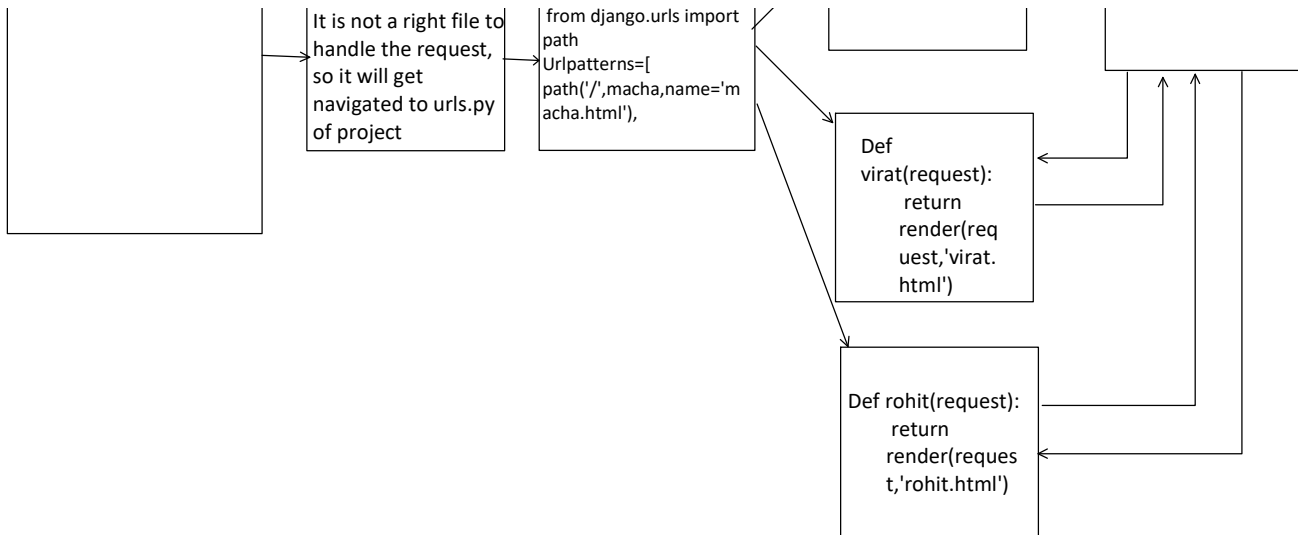 It is not a right file to
handle the request,
so it will get
navigated to urls.py
of project
from django.urls import
path
Urlpatterns=[
path('/',macha,name='m
acha.html'),
Def
virat(request):
return
render(req
uest,'virat.
html')
Def rohit(request):
return
render(reques
t,'rohit.html')